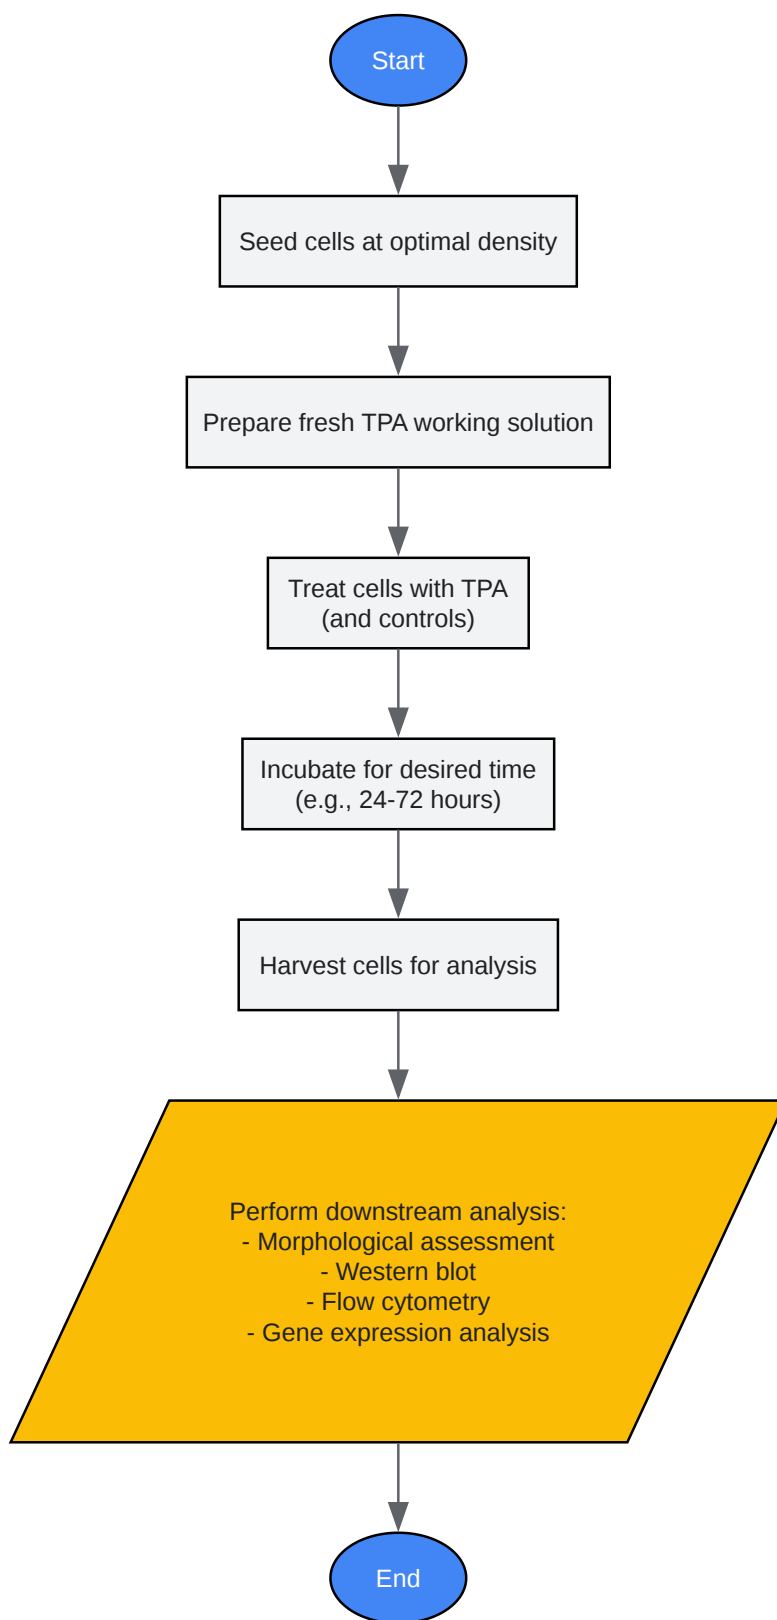 Start
Seed cells at optimal density
Prepare fresh TPA working solution
Treat cells with TPA
(and controls)
Incubate for desired time
(e.g., 24-72 hours)
Harvest cells for analysis
Perform downstream analysis:
- Morphological assessment
- Western blot
- Flow cytometry
- Gene expression analysis
End